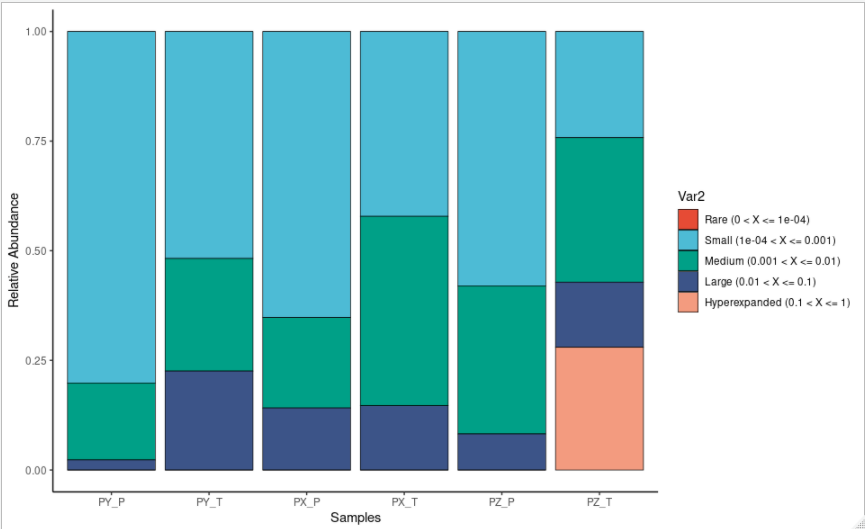 1.00
0.75
0.50
0.25
0.00
Relative Abundance
PY_P PY_T PX_P PX_T PZ_P PZ_T
Samples
Var2
Rare (0 < X <= 1e-04)
Small (1e-04 < X <= 0.001)
Medium (0.001 < X <= 0.01)
Large (0.01 < X <= 0.1)
Hyperexpanded (0.1 < X <= 1)